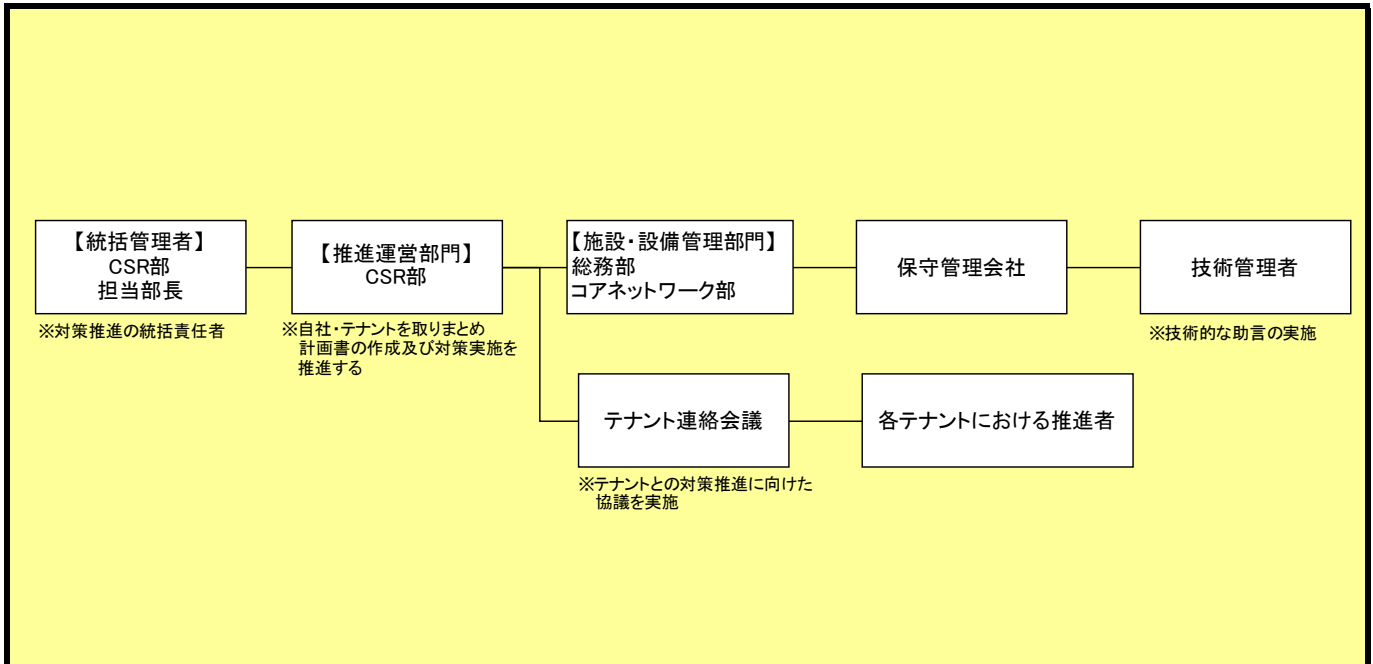 【統括管理者】
CSR部
担当部長
※対策推進の統括責任者
【推進運営部門】
CSR部
※自社・テナントを取りまとめ
計画書の作成及び対策実施を
推進する
【施設・設備管理部門】
総務部
コアネットワーク部
保守管理会社
技術管理者
※技術的な助言の実施
テナント連絡会議
※テナントとの対策推進に向けた
協議を実施
各テナントにおける推進者